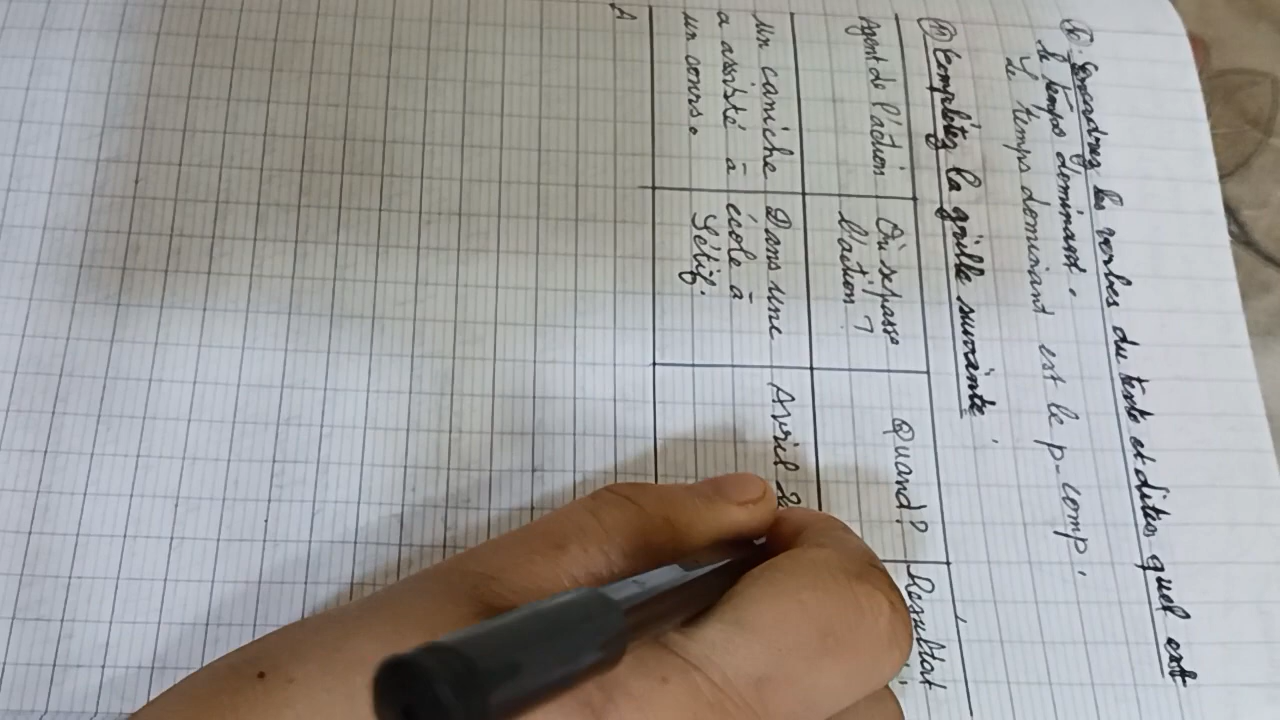 Encadrez les verbes du texte et dites quel est
le temps dominant.
Le temps dominant est le p-comp.
Complétez la grille suivante
Agent de l'action
Où se passe
l'action ?
Quand?
Résultat
Un caniche
a assisté à
un cours.
Dans une
école à
Sétif.
Avril
A